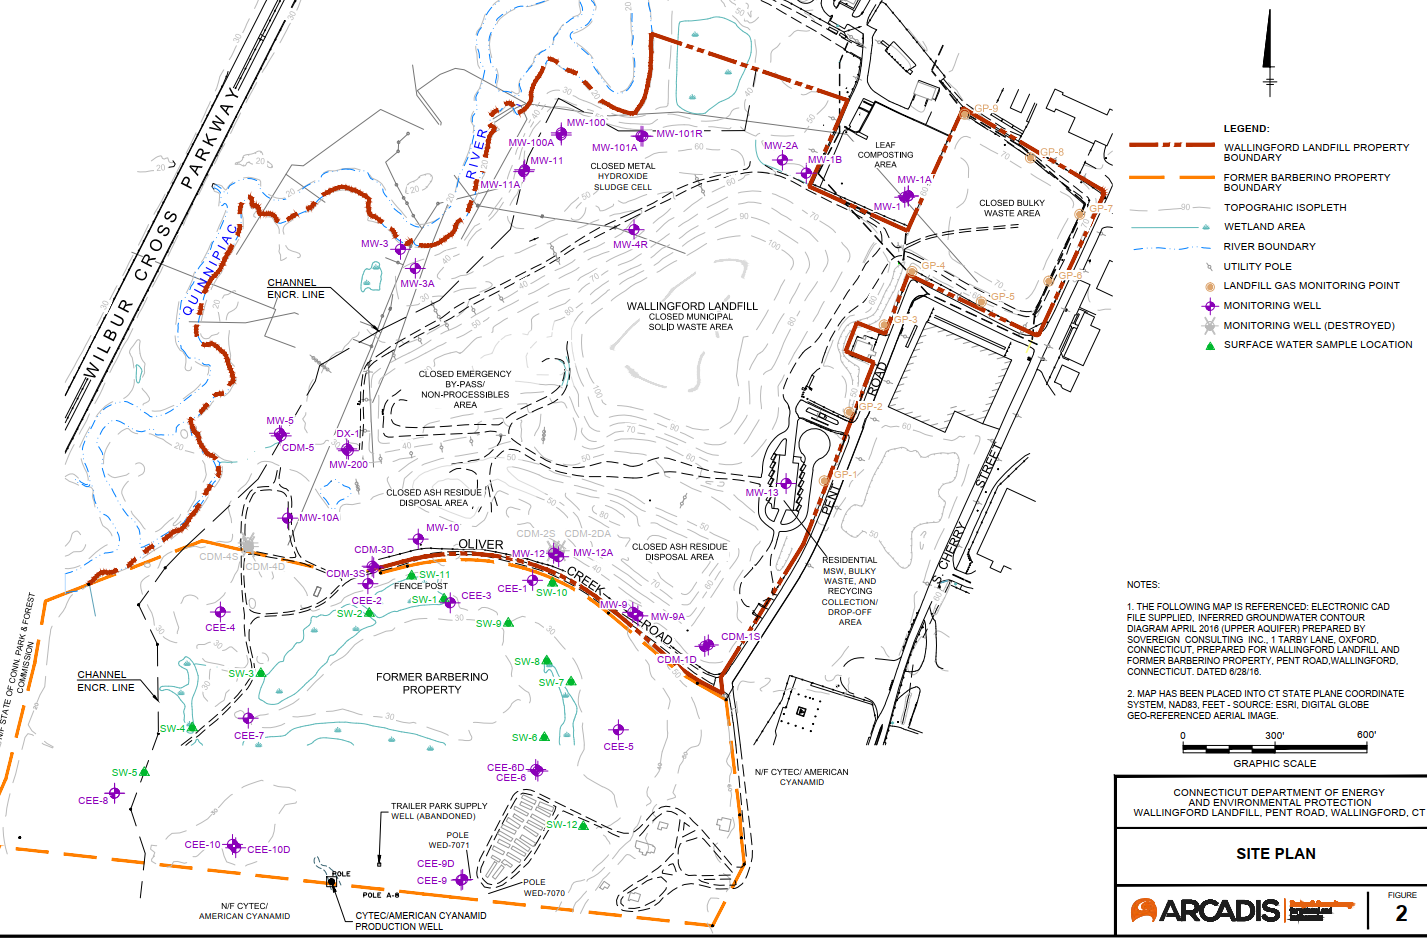 WILBUR CROSS PARKWAY
QUINNIPIAC
RIVER
MW-100
MW-100A
MW-101R
MW-101A
MW-11
MW-11A
CLOSED METAL
HYDROXIDE
SLUDGE CELL
MW-2A
MW-1B
LEAF
COMPOSTING
AREA
MW-1A
MW-1
GP-9
GP-8
GP-7
CLOSED BULKY
WASTE AREA
MW-3
MW-3A
MW-4R
GP-4
GP-6
GP-5
GP-3
CHANNEL
ENCR. LINE
WALLINGFORD LANDFILL
CLOSED MUNICIPAL
SOLID WASTE AREA
CLOSED EMERGENCY
BY-PASS/
NON-PROCESSIBLES
AREA
GP-2
GP-1
PENT ROAD
S. CHERRY STREET
MW-5
CDM-5
DX-1
MW-200
MW-13
CLOSED ASH RESIDUE
DISPOSAL AREA
MW-10A
MW-10
CDM-2S
CDM-2DA
CDM-4S
CDM-4D
CDM-3D
CDM-3S
OLIVER
CREEK
ROAD
MW-12
MW-12A
CLOSED ASH RESIDUE
DISPOSAL AREA
RESIDENTIAL
MSW, BULKY
WASTE, AND
RECYCING
COLLECTION/
DROP-OFF
AREA
SW-11
FENCE POST
CEE-2
SW-1
CEE-3
CEE-1
SW-10
SW-2
SW-9
MW-9
MW-9A
CDM-1S
CDM-1D
CEE-4
N/F STATE OF CONN. PARK & FOREST
COMMISSION
CHANNEL
ENCR. LINE
SW-3
SW-8
SW-7
FORMER BARBERINO
PROPERTY
SW-4
CEE-7
SW-6
CEE-5
SW-5
CEE-8
CEE-6D
CEE-6
N/F CYTEC/ AMERICAN
CYANAMID
TRAILER PARK SUPPLY
WELL (ABANDONED)
POLE
WED-7071
SW-12
CEE-10
CEE-10D
CEE-9D
CEE-9
POLE
POLE A-8
POLE
WED-7070
N/F CYTEC/
AMERICAN CYANAMID
CYTEC/AMERICAN CYANAMID
PRODUCTION WELL
LEGEND:
WALLINGFORD LANDFILL PROPERTY
BOUNDARY
FORMER BARBERINO PROPERTY
BOUNDARY
90 TOPOGRAHIC ISOPLETH
WETLAND AREA
RIVER BOUNDARY
UTILITY POLE
LANDFILL GAS MONITORING POINT
MONITORING WELL
MONITORING WELL (DESTROYED)
SURFACE WATER SAMPLE LOCATION
NOTES:
1. THE FOLLOWING MAP IS REFERENCED: ELECTRONIC CAD
FILE SUPPLIED, INFERRED GROUNDWATER CONTOUR
DIAGRAM APRIL 2016 (UPPER AQUIFER) PREPARED BY
SOVEREIGN CONSULTING INC., 1 TARBY LANE, OXFORD,
CONNECTICUT, PREPARED FOR WALLINGFORD LANDFILL AND
FORMER BARBERINO PROPERTY, PENT ROAD,WALLINGFORD,
CONNECTICUT. DATED 6/28/16.
2. MAP HAS BEEN PLACED INTO CT STATE PLANE COORDINATE
SYSTEM, NAD83, FEET - SOURCE: ESRI, DIGITAL GLOBE
GEO-REFERENCED AERIAL IMAGE.
0 300' 600'
GRAPHIC SCALE
CONNECTICUT DEPARTMENT OF ENERGY
AND ENVIRONMENTAL PROTECTION
WALLINGFORD LANDFILL, PENT ROAD, WALLINGFORD, CT
SITE PLAN
ARCADIS
FIGURE
2